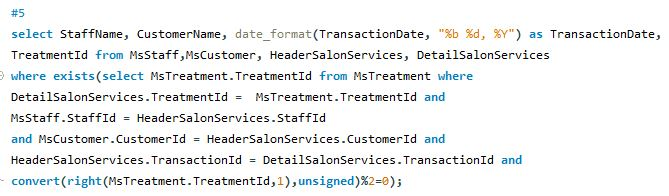 #5
select StaffName, CustomerName, date_format(TransactionDate, "%b %d, %Y") as TransactionDate,
TreatmentId from MsStaff,MsCustomer, HeaderSalonServices, DetailSalonServices
where exists(select MsTreatment.TreatmentId from MsTreatment where
DetailSalonServices.TreatmentId =  MsTreatment.TreatmentId and
MsStaff.StaffId = HeaderSalonServices.StaffId
and MsCustomer.CustomerId = HeaderSalonServices.CustomerId and
HeaderSalonServices.TransactionId = DetailSalonServices.TransactionId and
convert(right(MsTreatment.TreatmentId,1),unsigned)%2=0);